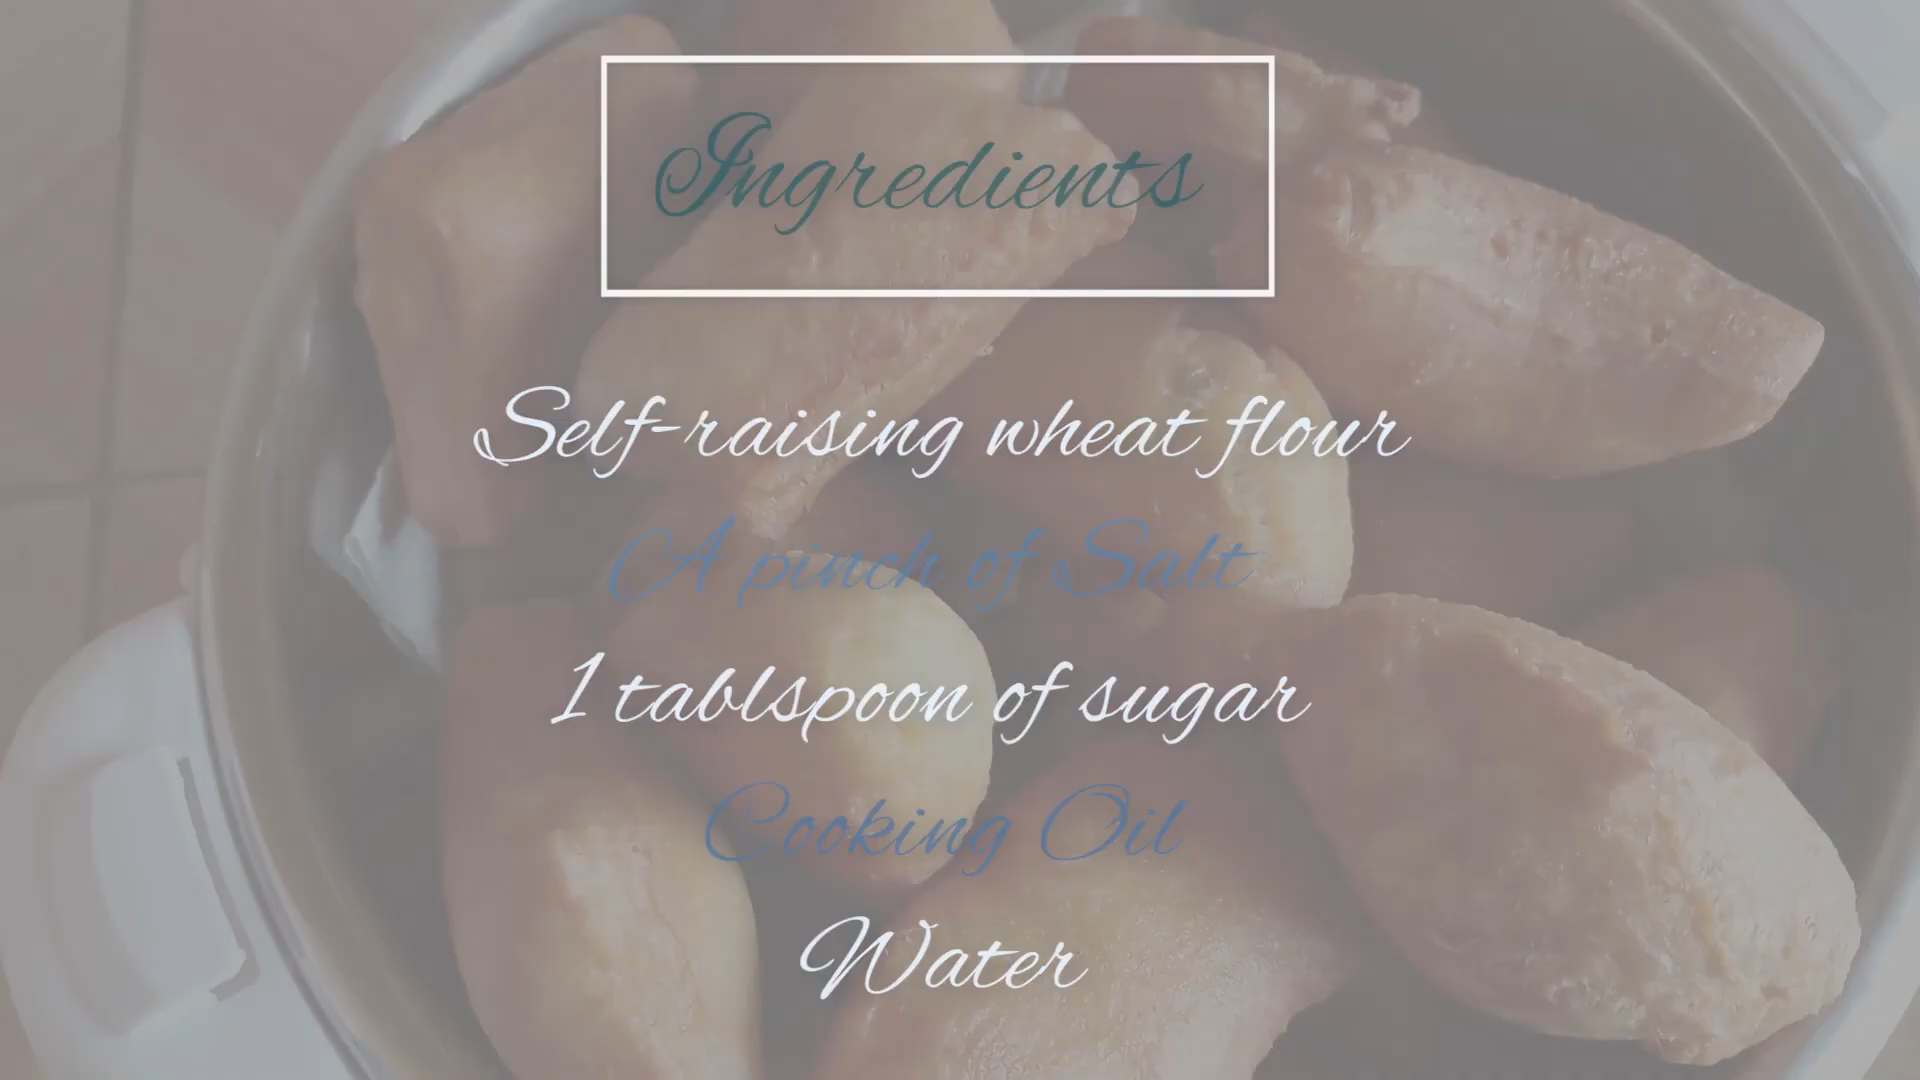 Ingredients
Self-raising wheat flour
A pinch of Salt
1 tablspoon of sugar
Cooking Oil
Water